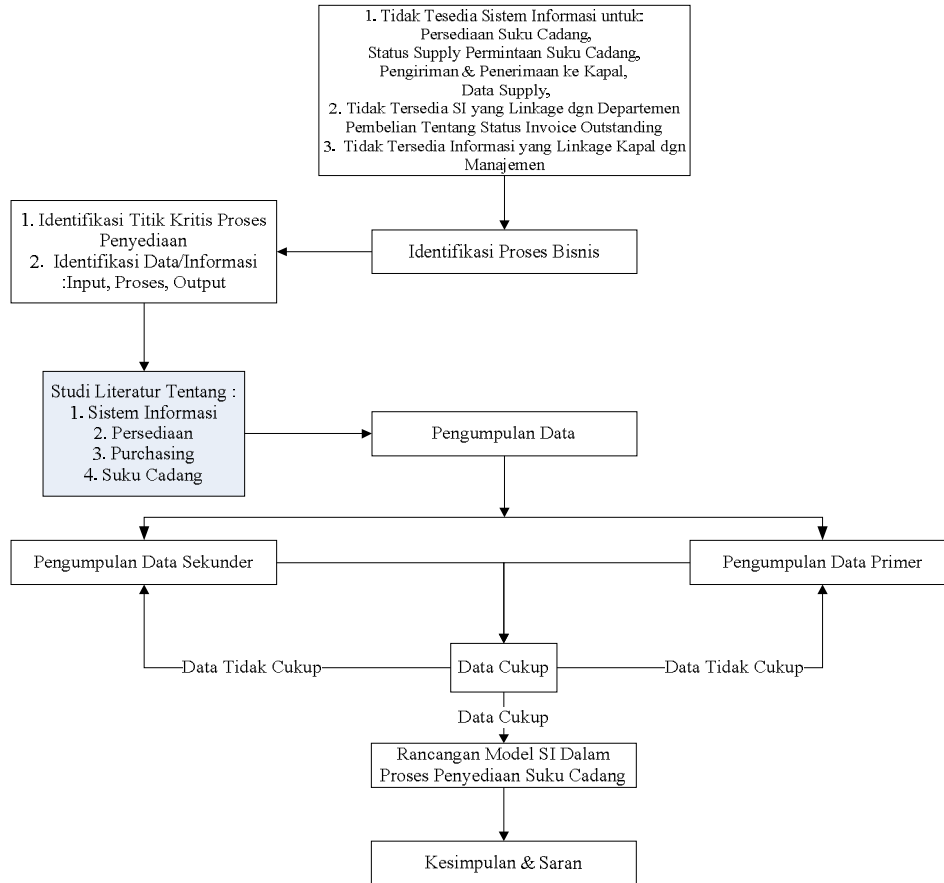 1. Tidak Tesedia Sistem Informasi untuk:
Persediaan Suku Cadang,
Status Supply Permintaan Suku Cadang,
Pengiriman & Penerimaan ke Kapal,
Data Supply,
2. Tidak Tersedia SI yang Linkage dgn Departemen
Pembelian Tentang Status Invoice Outstanding
3. Tidak Tersedia Informasi yang Linkage Kapal dgn
Manajemen
Identifikasi Proses Bisnis
1. Identifikasi Titik Kritis Proses
Penyediaan
2. Identifikasi Data/Informasi
:Input, Proses, Output
Studi Literatur Tentang :
1. Sistem Informasi
2. Persediaan
3. Purchasing
4. Suku Cadang
Pengumpulan Data
Pengumpulan Data Sekunder
Pengumpulan Data Primer
Data Tidak Cukup
Data Cukup
Data Tidak Cukup
Data Cukup
Rancangan Model SI Dalam
Proses Penyediaan Suku Cadang
Kesimpulan & Saran